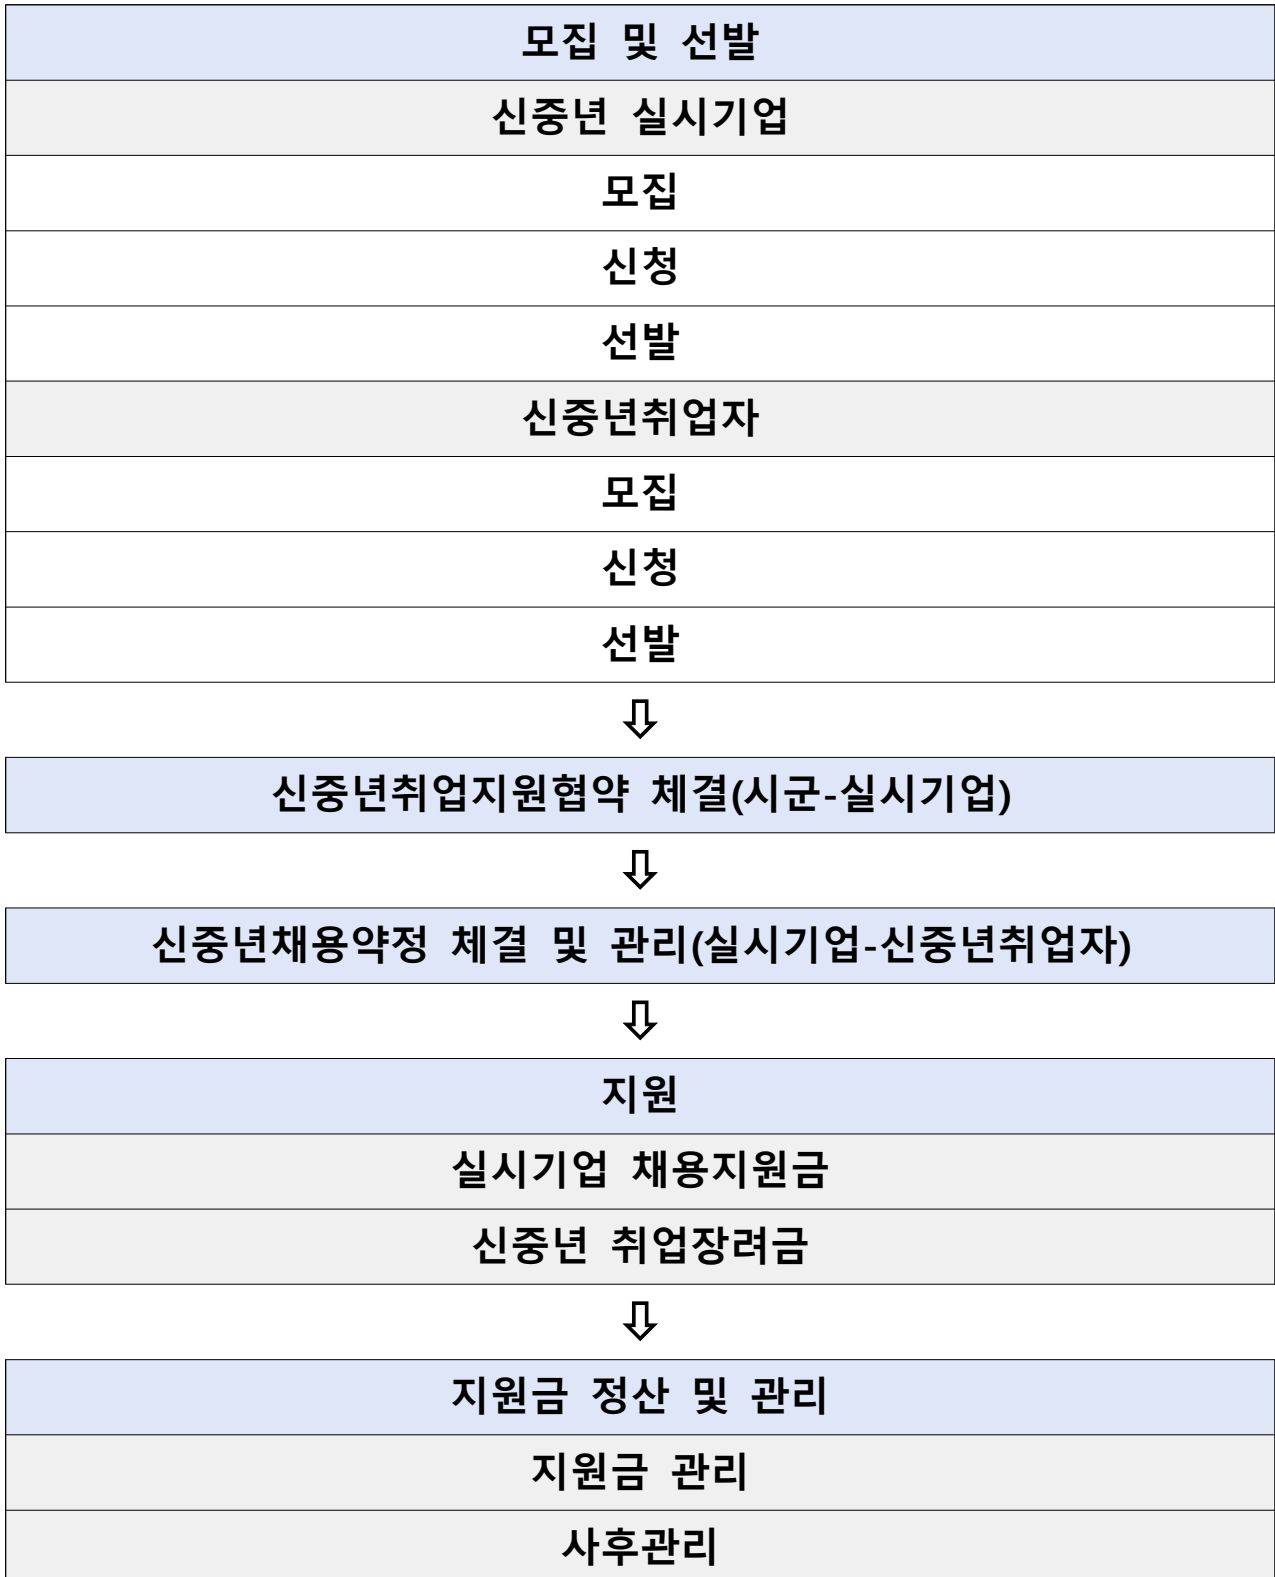 모집 및 선발
신중년 실시기업
모집
신청
선발
신중년취업자
모집
신청
선발
⇩
신중년취업지원협약 체결(시군-실시기업)
⇩
신중년채용약정 체결 및 관리(실시기업-신중년취업자)
⇩
지원
실시기업 채용지원금
신중년 취업장려금
⇩
지원금 정산 및 관리
지원금 관리
사후관리